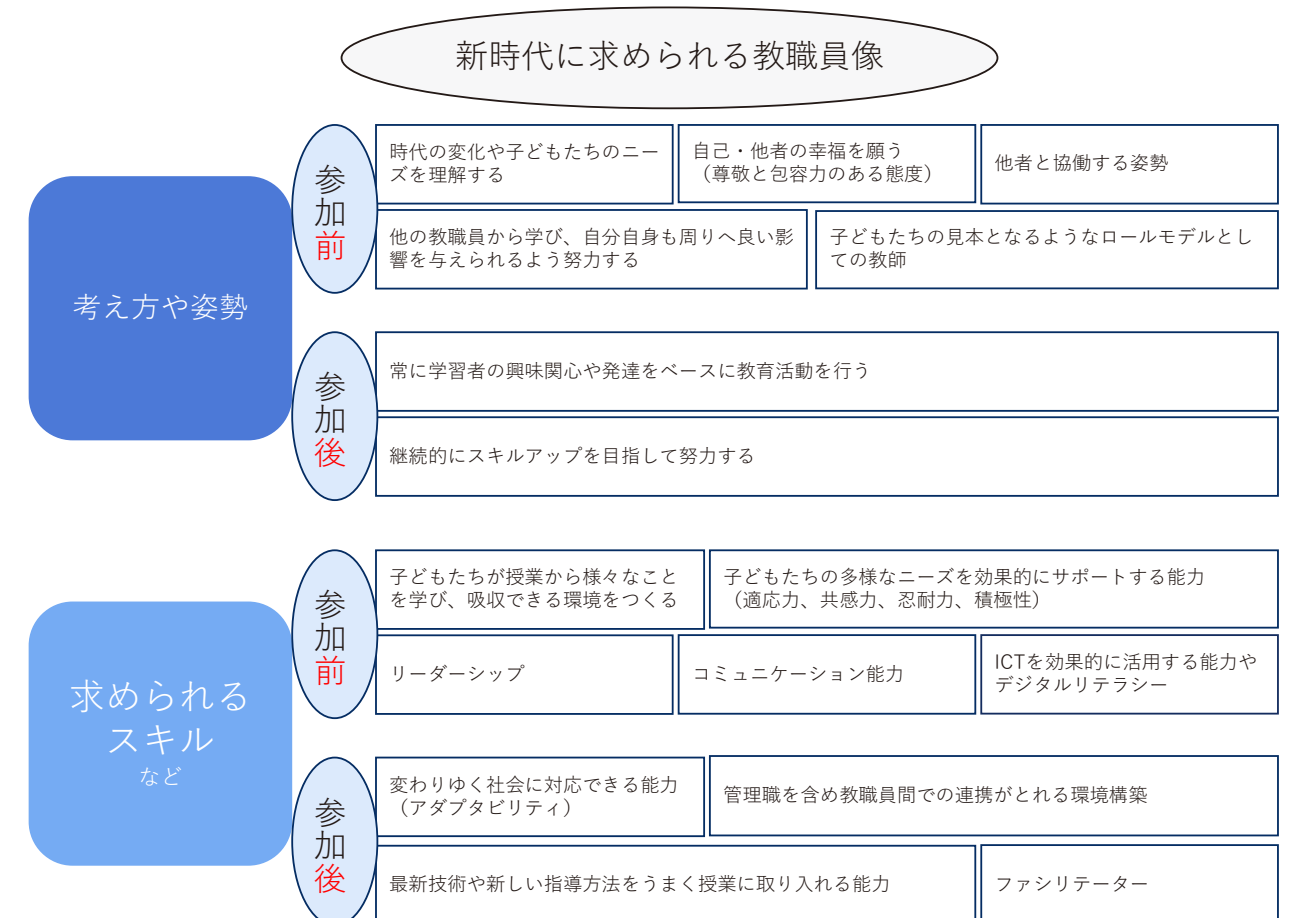 新時代に求められる教職員像
考え方や姿勢
参加前
時代の変化や子どもたちのニー
ズを理解する
自己・他者の幸福を願う
（尊敬と包容力のある態度）
他者と協働する姿勢
他の教職員から学び、自分自身も周りへ良い影
響を与えられるよう努力する
子どもたちの見本となるようなロールモデルとし
ての教師
参加後
常に学習者の興味関心や発達をベースに教育活動を行う
継続的にスキルアップを目指して努力する
求められる
スキル
など
参加前
子どもたちが授業から様々なこと
を学び、吸収できる環境をつくる
子どもたちの多様なニーズを効果的にサポートする能力
（適応力、共感力、忍耐力、積極性）
リーダーシップ
コミュニケーション能力
ICTを効果的に活用する能力や
デジタルリテラシー
参加後
変わりゆく社会に対応できる能力
（アダプタビリティ）
管理職を含め教職員間での連携がとれる環境構築
最新技術や新しい指導方法をうまく授業に取り入れる能力
ファシリテーター